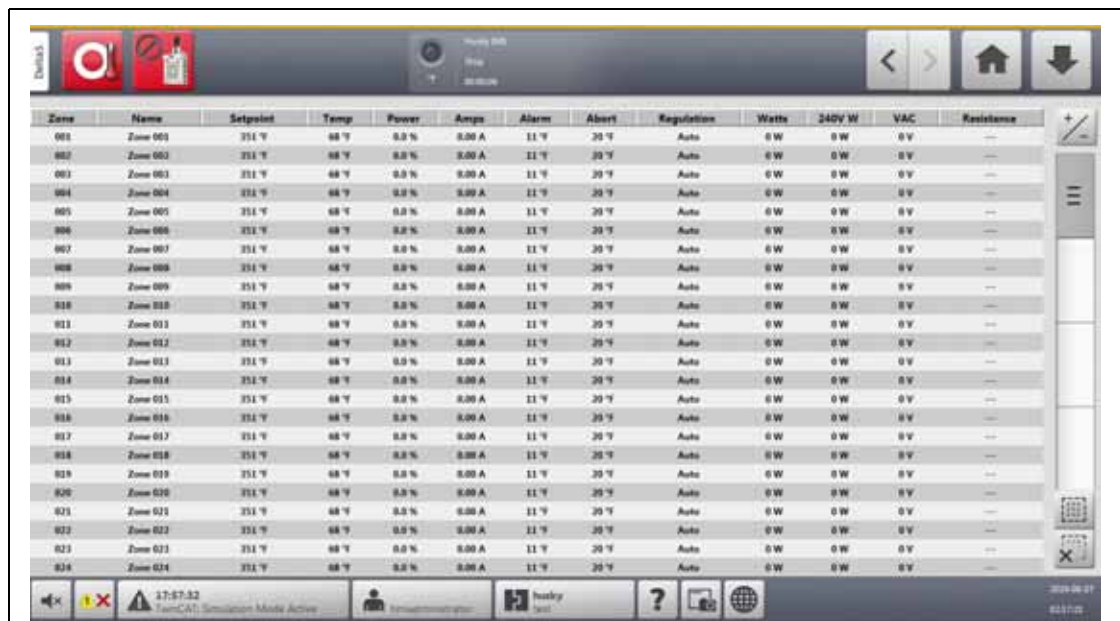 Delta5
Zone Name Setpoint Temp Power Amps Alarm Abort Regulation Watts 240V W VAC Resistance
001 Zone 001 351 °F 68 °F 0.0 % 0.00 A 11 °F 20 °F Auto 0 W 0 W 0 V ---
002 Zone 002 351 °F 68 °F 0.0 % 0.00 A 11 °F 20 °F Auto 0 W 0 W 0 V ---
003 Zone 003 351 °F 68 °F 0.0 % 0.00 A 11 °F 20 °F Auto 0 W 0 W 0 V ---
004 Zone 004 351 °F 68 °F 0.0 % 0.00 A 11 °F 20 °F Auto 0 W 0 W 0 V ---
005 Zone 005 351 °F 68 °F 0.0 % 0.00 A 11 °F 20 °F Auto 0 W 0 W 0 V ---
006 Zone 006 351 °F 68 °F 0.0 % 0.00 A 11 °F 20 °F Auto 0 W 0 W 0 V ---
007 Zone 007 351 °F 68 °F 0.0 % 0.00 A 11 °F 20 °F Auto 0 W 0 W 0 V ---
008 Zone 008 351 °F 68 °F 0.0 % 0.00 A 11 °F 20 °F Auto 0 W 0 W 0 V ---
009 Zone 009 351 °F 68 °F 0.0 % 0.00 A 11 °F 20 °F Auto 0 W 0 W 0 V ---
010 Zone 010 351 °F 68 °F 0.0 % 0.00 A 11 °F 20 °F Auto 0 W 0 W 0 V ---
011 Zone 011 351 °F 68 °F 0.0 % 0.00 A 11 °F 20 °F Auto 0 W 0 W 0 V ---
012 Zone 012 351 °F 68 °F 0.0 % 0.00 A 11 °F 20 °F Auto 0 W 0 W 0 V ---
013 Zone 013 351 °F 68 °F 0.0 % 0.00 A 11 °F 20 °F Auto 0 W 0 W 0 V ---
014 Zone 014 351 °F 68 °F 0.0 % 0.00 A 11 °F 20 °F Auto 0 W 0 W 0 V ---
015 Zone 015 351 °F 68 °F 0.0 % 0.00 A 11 °F 20 °F Auto 0 W 0 W 0 V ---
016 Zone 016 351 °F 68 °F 0.0 % 0.00 A 11 °F 20 °F Auto 0 W 0 W 0 V ---
017 Zone 017 351 °F 68 °F 0.0 % 0.00 A 11 °F 20 °F Auto 0 W 0 W 0 V ---
018 Zone 018 351 °F 68 °F 0.0 % 0.00 A 11 °F 20 °F Auto 0 W 0 W 0 V ---
019 Zone 019 351 °F 68 °F 0.0 % 0.00 A 11 °F 20 °F Auto 0 W 0 W 0 V ---
020 Zone 020 351 °F 68 °F 0.0 % 0.00 A 11 °F 20 °F Auto 0 W 0 W 0 V ---
021 Zone 021 351 °F 68 °F 0.0 % 0.00 A 11 °F 20 °F Auto 0 W 0 W 0 V ---
022 Zone 022 351 °F 68 °F 0.0 % 0.00 A 11 °F 20 °F Auto 0 W 0 W 0 V ---
023 Zone 023 351 °F 68 °F 0.0 % 0.00 A 11 °F 20 °F Auto 0 W 0 W 0 V ---
024 Zone 024 351 °F 68 °F 0.0 % 0.00 A 11 °F 20 °F Auto 0 W 0 W 0 V ---
17:57:32
TwinCAT: Simulation Mode Active
husky
test
?